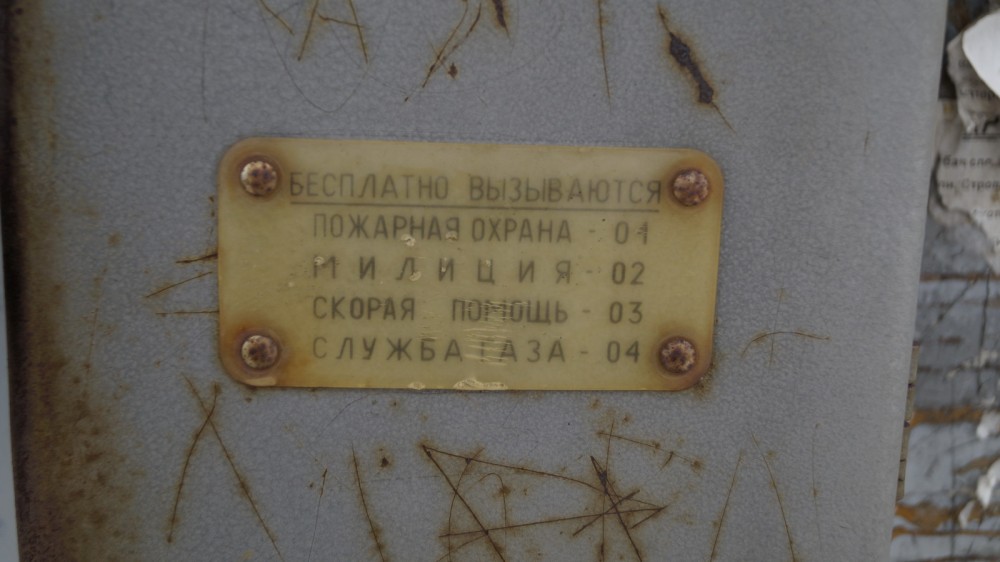 БЕСПЛАТНО ВЫЗЫВАЮТСЯ
ПОЖАРНАЯ ОХРАНА - 01
МИЛИЦИЯ - 02
СКОРАЯ ПОМОЩЬ - 03
СЛУЖБА ГАЗА - 04